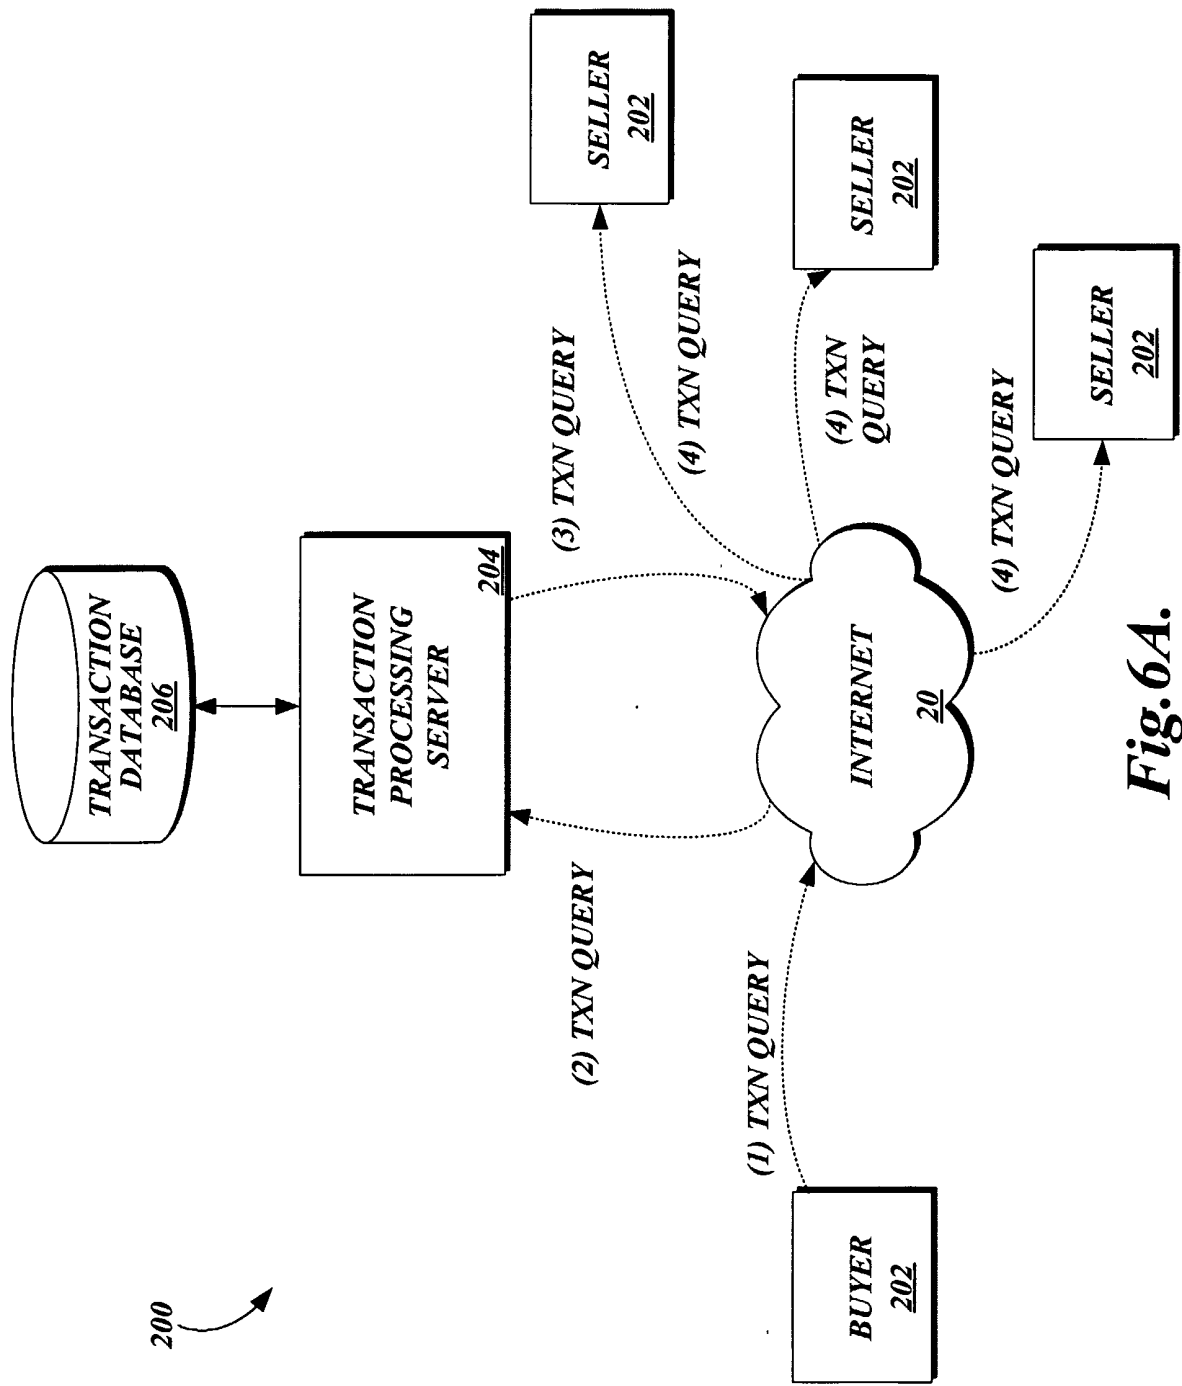 200
TRANSACTION
DATABASE
206
TRANSACTION
PROCESSING
SERVER
204
(2) TXN QUERY
(3) TXN QUERY
SELLER
202
(4) TXN QUERY
(1) TXN QUERY
BUYER
202
INTERNET
20
(4) TXN
QUERY
SELLER
202
(4) TXN QUERY
SELLER
202
Fig.6A.